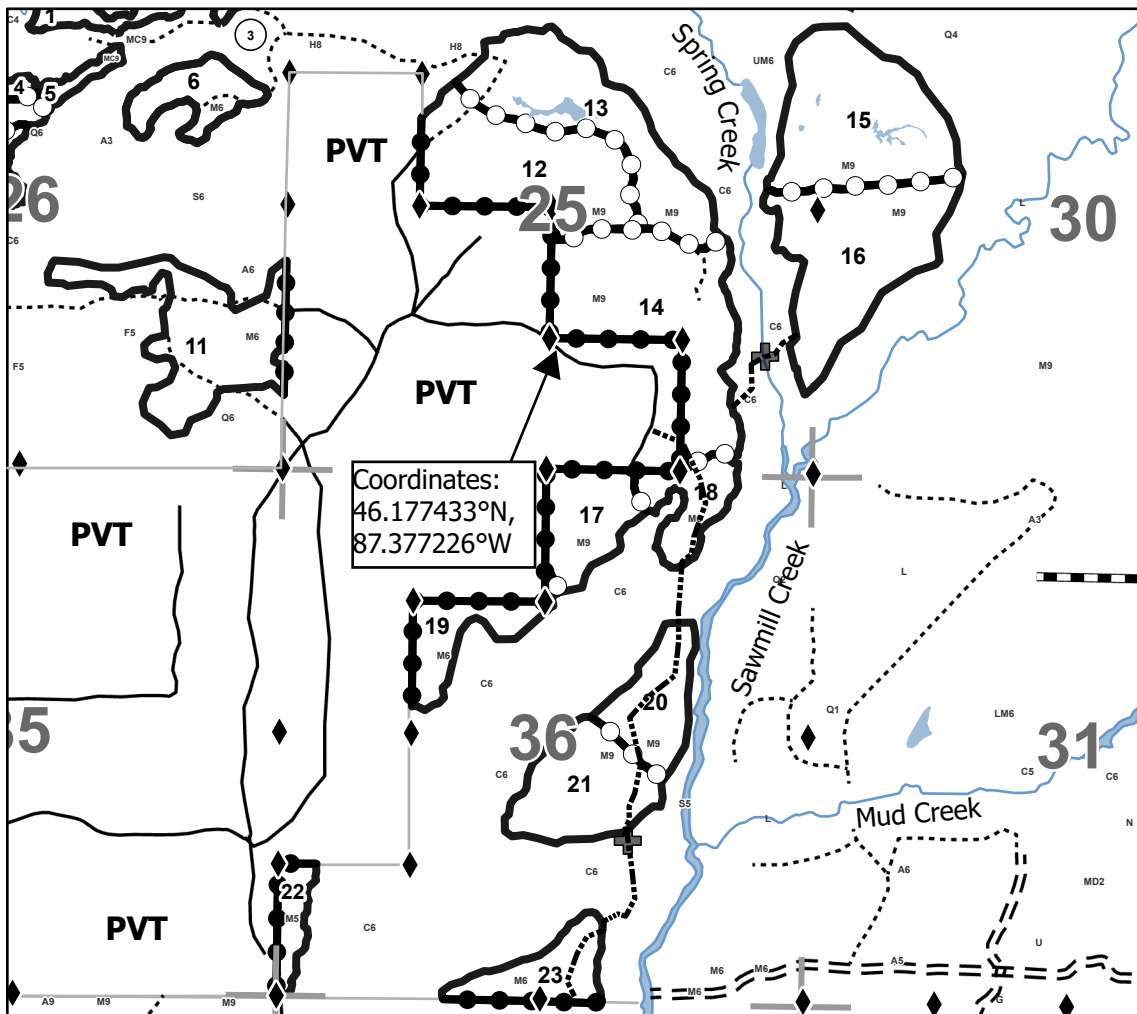 C4
1
MC9
3
H8
H8
Q4
MC9
C6
UM6
Spring Creek
4
5
6
M6
13
15
Q6
A3
PVT
12
M9
26
S6
25
C6
L
30
M9
M9
M9
C6
16
A6
M9
14
F5
M6
C6
11
F5
M9
PVT
C6
Q6
Coordinates:
46.177433°N,
87.377226°W
18
L
17
M9
A3
PVT
L
C6
Sawmill Creek
19
M6
C6
20
Q1
LM6
35
36
M9
M9
31
C6
C5
C6
21
S5
Mud Creek
L
N
C6
A6
22
MD2
M5
PVT
C6
U
A5
M6
M6
M6
23
M6
A9
M9
M9
G